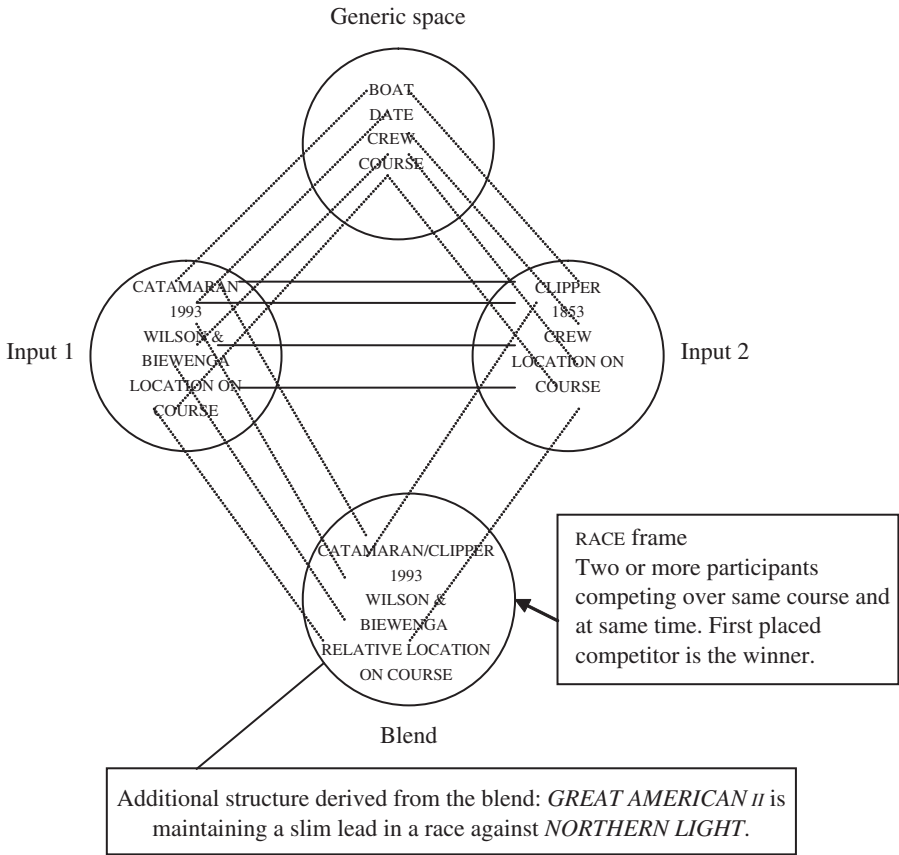 Generic space
BOAT
DATE
CREW
COURSE
Input 1
CATAMARAN
1993
WILSON &
BIEWENGA
LOCATION ON
COURSE
CLIPPER
1853
CREW
LOCATION ON
COURSE
Input 2
CATAMARAN/CLIPPER
1993
WILSON &
BIEWENGA
RELATIVE LOCATION
ON COURSE
Blend
RACE frame
Two or more participants
competing over same course and
at same time. First placed
competitor is the winner.
Additional structure derived from the blend: GREAT AMERICAN II is
maintaining a slim lead in a race against NORTHERN LIGHT.